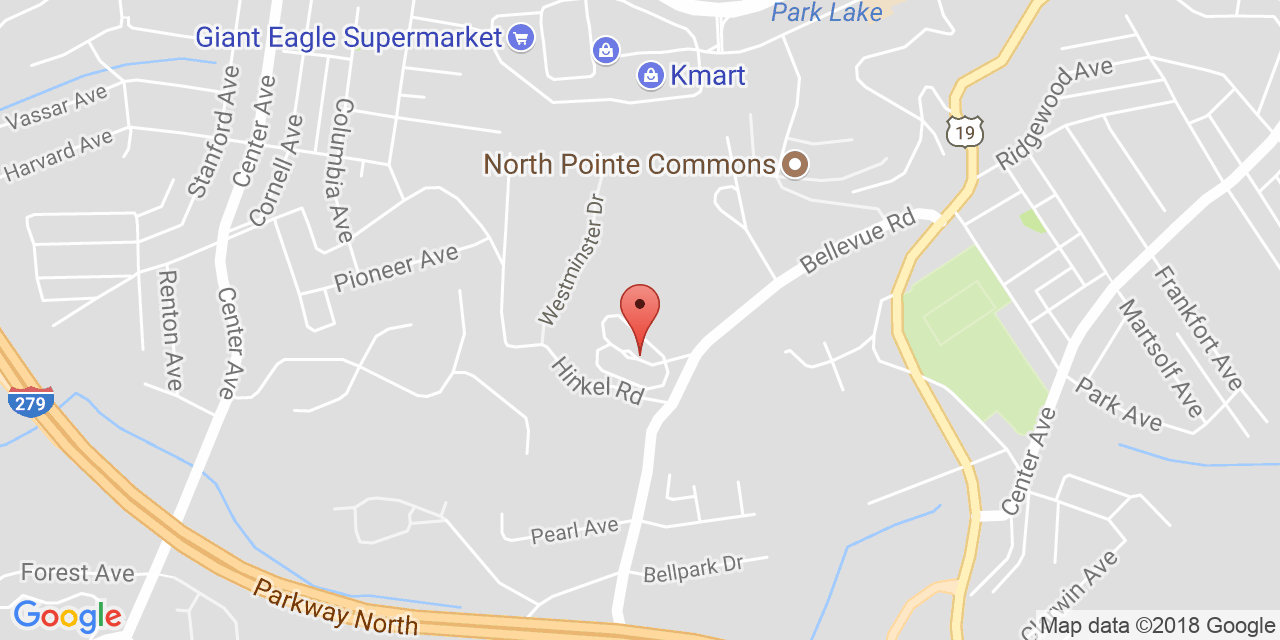 Park Lake
Giant Eagle Supermarket
Kmart
Vassar Ave
Harvard Ave
Stanford Ave
Center Ave
Cornell Ave
Columbia Ave
19
Ridgewood Ave
North Pointe Commons
Westminster Dr
Bellevue Rd
Pioneer Ave
Renton Ave
Center Ave
Hinkel Rd
Frankfort Ave
Martsolf Ave
Park Ave
279
Center Ave
Pearl Ave
Bellpark Dr
Forest Ave
Parkway North
Google
Map data ©2018 Google